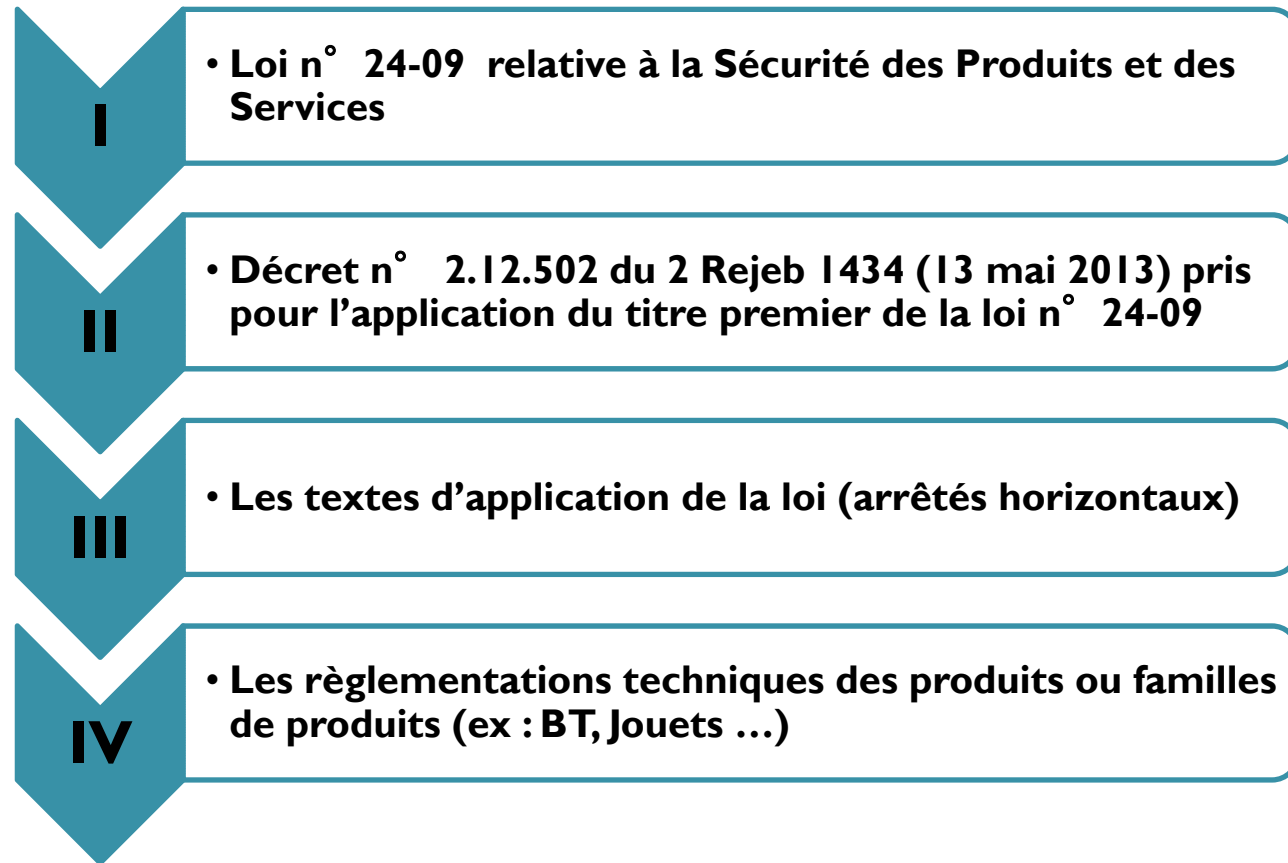 I
• Loi n° 24-09 relative à la Sécurité des Produits et des
Services
II
• Décret n° 2.12.502 du 2 Rejeb 1434 (13 mai 2013) pris
pour l’application du titre premier de la loi n° 24-09
III
• Les textes d’application de la loi (arrêtés horizontaux)
IV
• Les règlementations techniques des produits ou familles
de produits (ex : BT, Jouets …)